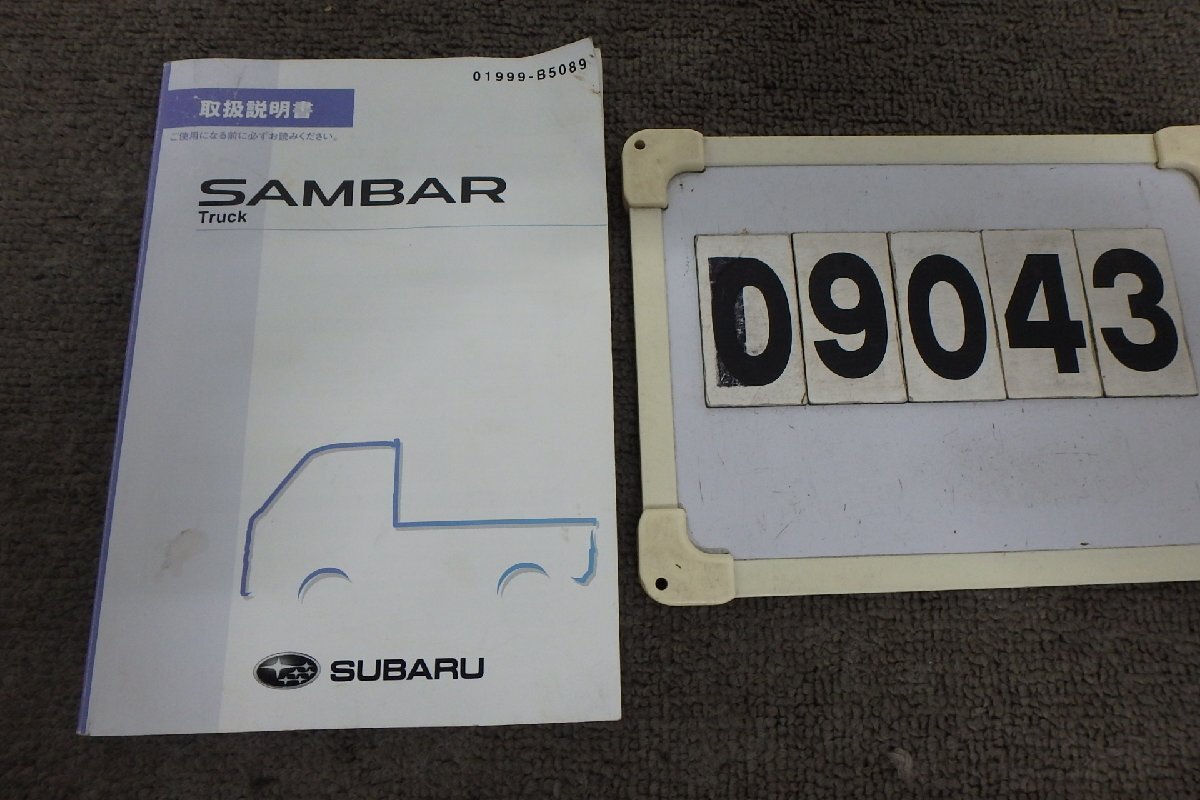 01999-B5089
取扱説明書
ご使用になる前に必ずお読みください。
SAMBAR
Truck
SUBARU
09043